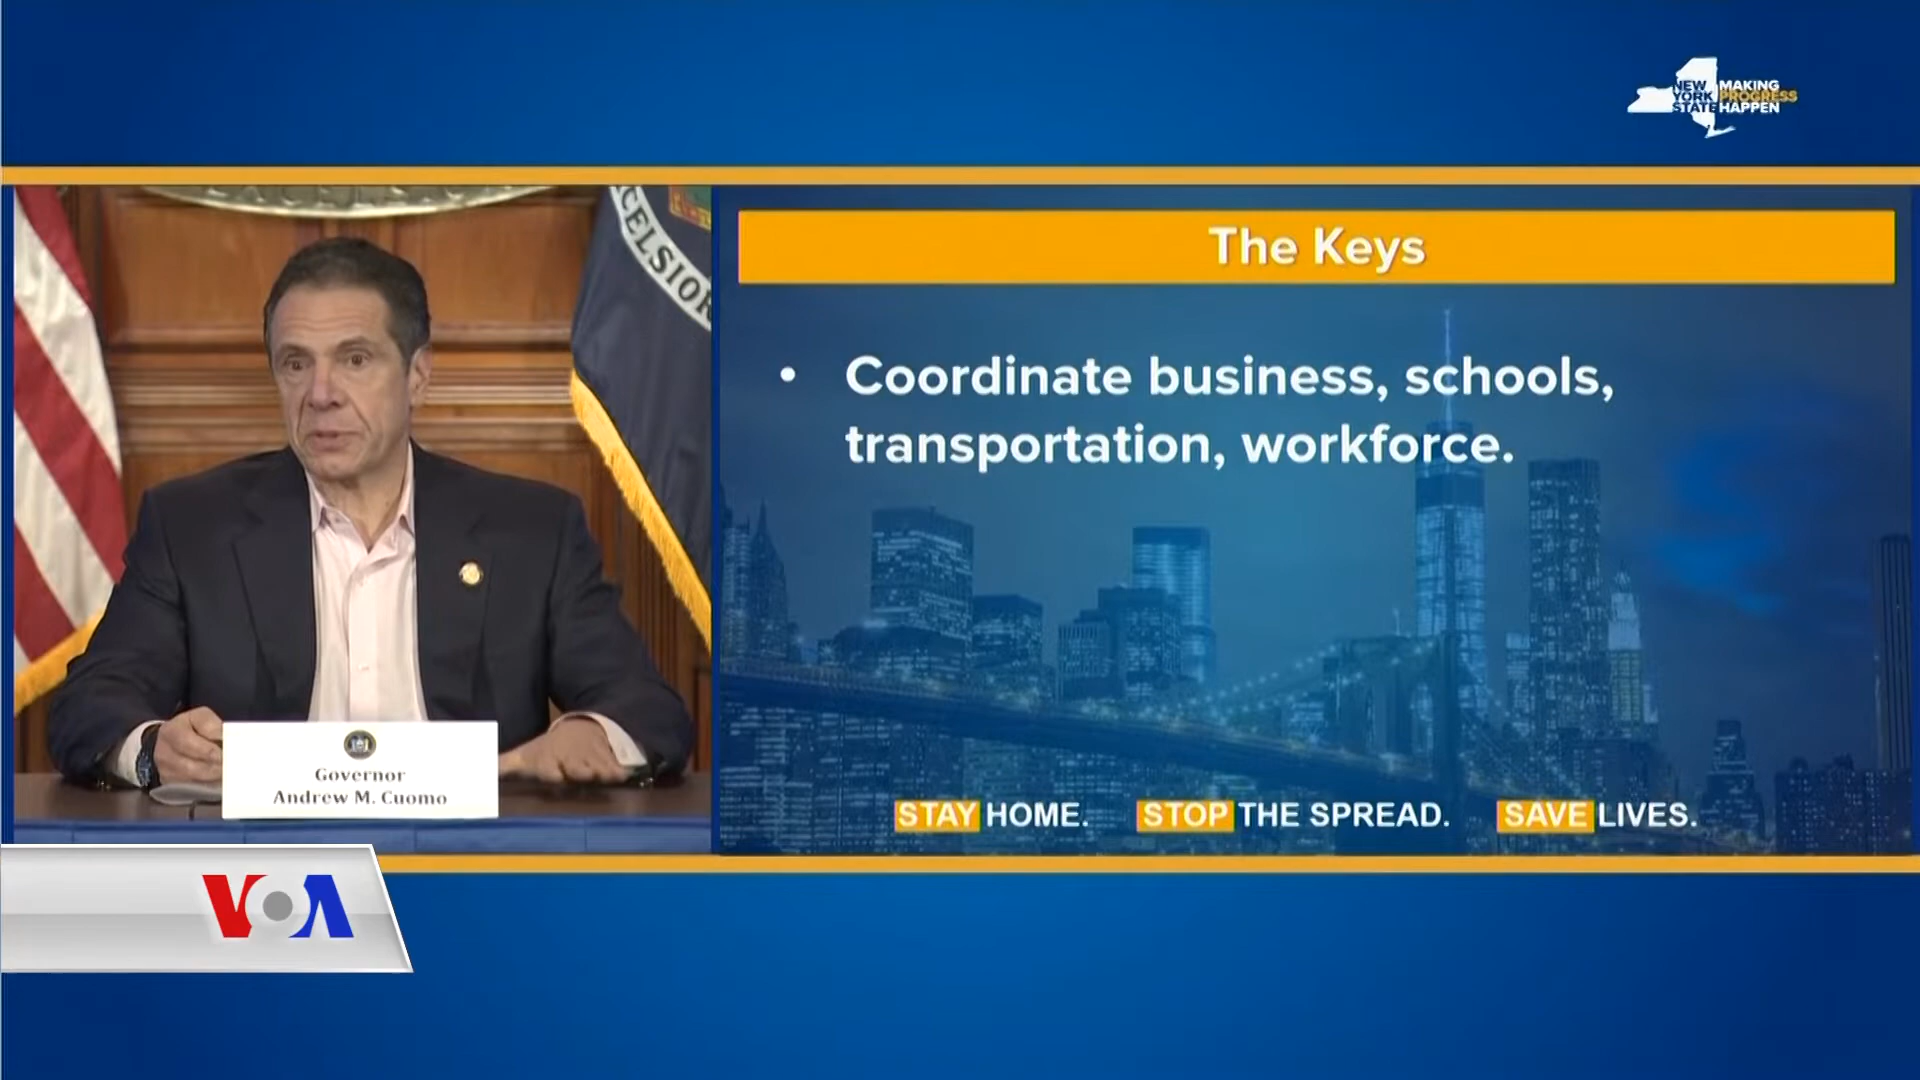 NEW
YORK
STATE
MAKING
PROGRESS
HAPPEN
CELSIOR
The Keys
• Coordinate business, schools,
transportation, workforce.
Governor
Andrew M. Cuomo
STAY HOME. STOP THE SPREAD. SAVE LIVES.
VOA